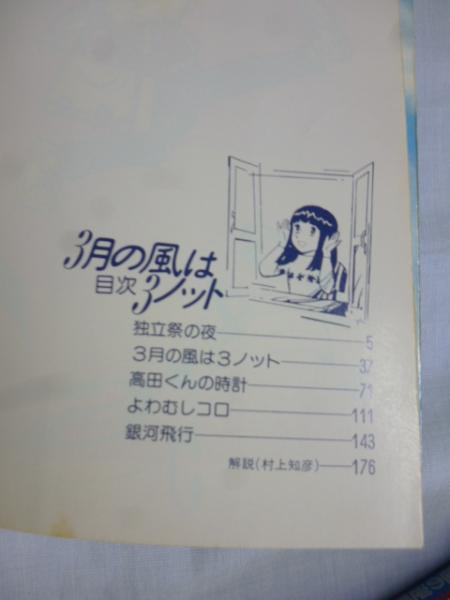 3月の風は
3ノット
目次
独立祭の夜――5
3月の風は3ノット――37
高田くんの時計――71
よわむしコロ――111
銀河飛行――143
解説(村上知彦)――176